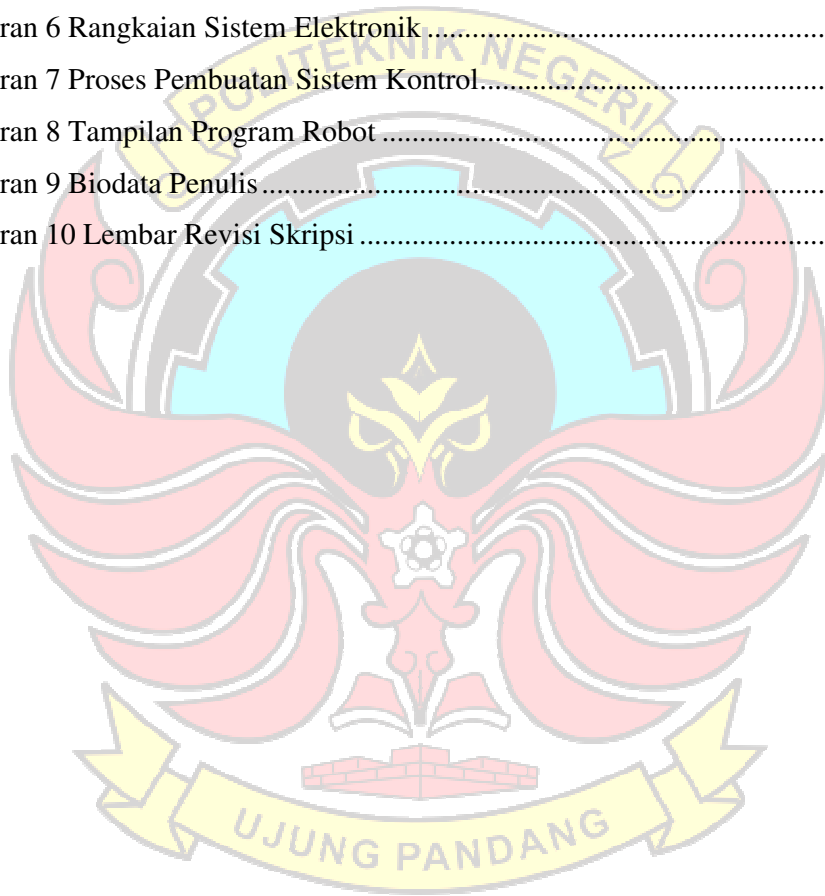 ran 6 Rangkaian Sistem Elektronik ......................................................
ran 7 Proses Pembuatan Sistem Kontrol...............................................
ran 8 Tampilan Program Robot ............................................................
ran 9 Biodata Penulis............................................................................
ran 10 Lembar Revisi Skripsi ...............................................................
POLITEKNIK NEGERI
UJUNG PANDANG